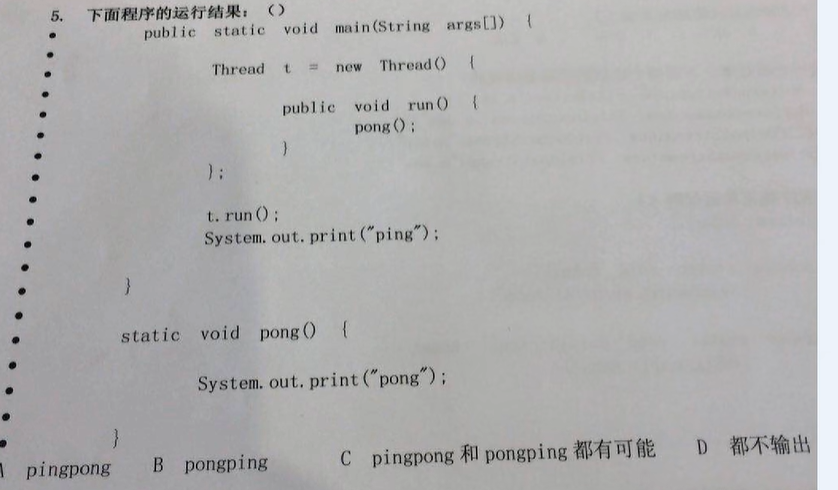 5. 下面程序的运行结果：（）
public static void main(String args[]) {
Thread t = new Thread() {
public void run() {
pong();
}
};
t.run();
System.out.print("ping");
}
static void pong() {
System.out.print("pong");
}
A pingpong B pongping C pingpong 和 pongping 都有可能 D 都不输出